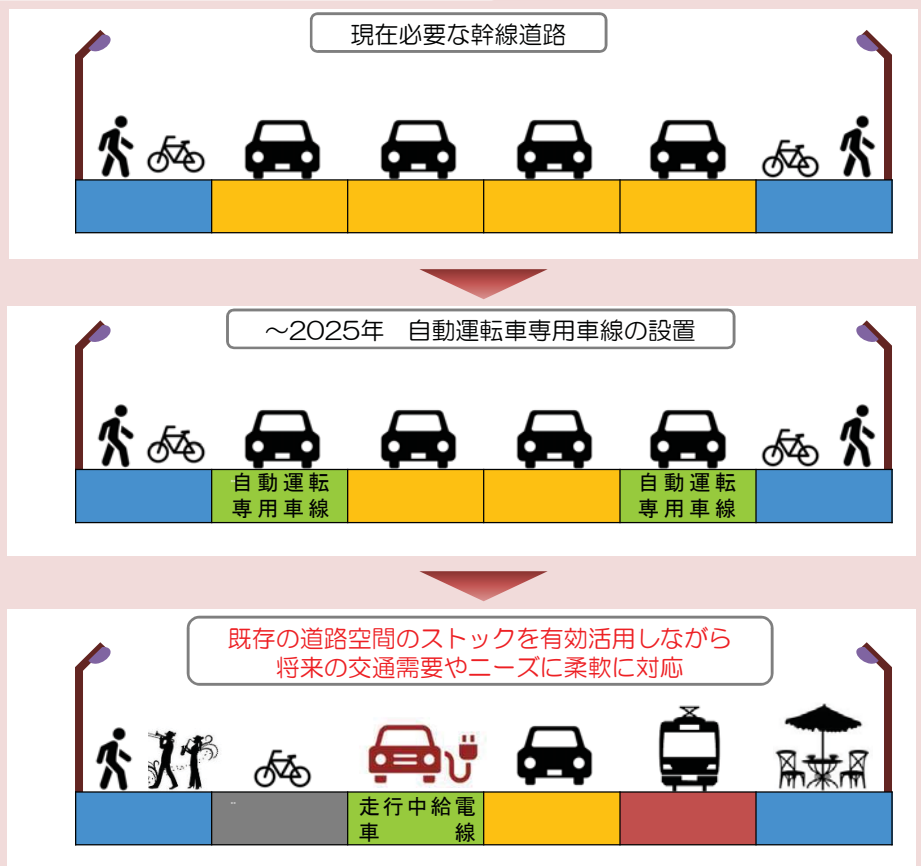 現在必要な幹線道路
～2025年　自動運転車専用車線の設置
自動運転
専用車線
自動運転
専用車線
既存の道路空間のストックを有効活用しながら
将来の交通需要やニーズに柔軟に対応
走行中給電
車　　　線